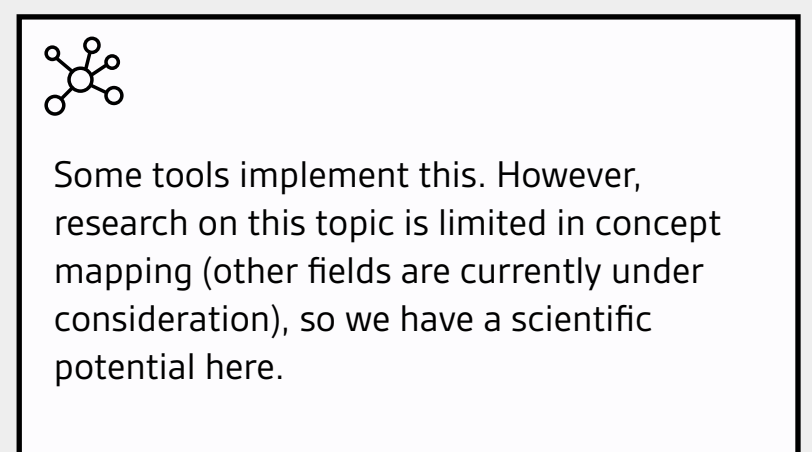 Some tools implement this. However,
research on this topic is limited in concept
mapping (other fields are currently under
consideration), so we have a scientific
potential here.